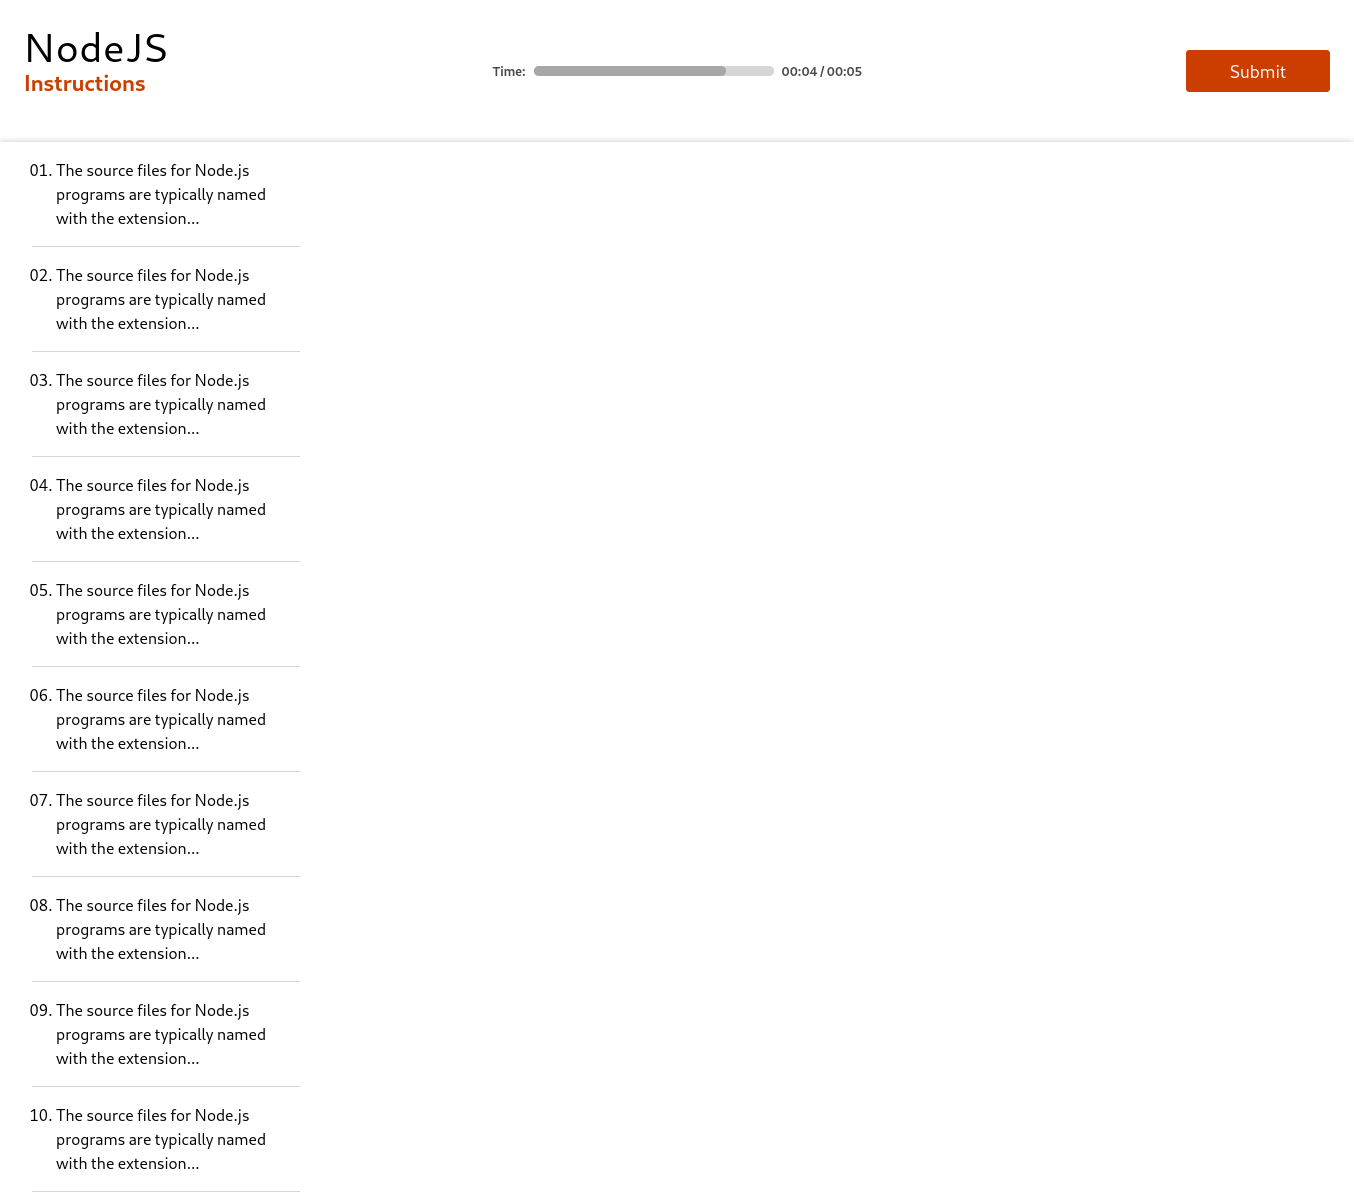 NodeJS
Instructions
Time: 00:04 / 00:05
Submit
01. The source files for Node.js
programs are typically named
with the extension...
02. The source files for Node.js
programs are typically named
with the extension...
03. The source files for Node.js
programs are typically named
with the extension...
04. The source files for Node.js
programs are typically named
with the extension...
05. The source files for Node.js
programs are typically named
with the extension...
06. The source files for Node.js
programs are typically named
with the extension...
07. The source files for Node.js
programs are typically named
with the extension...
08. The source files for Node.js
programs are typically named
with the extension...
09. The source files for Node.js
programs are typically named
with the extension...
10. The source files for Node.js
programs are typically named
with the extension...